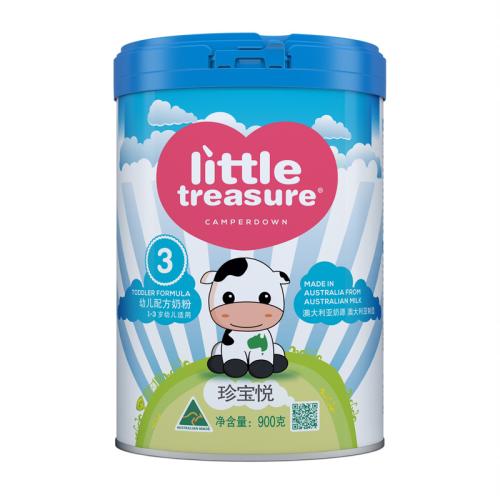 little
treasure®
CAMPERDOWN
3
TODDLER FORMULA
幼儿配方奶粉
1-3 岁幼儿适用
MADE IN
AUSTRALIA FROM
AUSTRALIAN MILK
澳大利亚奶源 澳大利亚制造
珍宝悦
AUSTRALIAN MADE
净含量: 900克